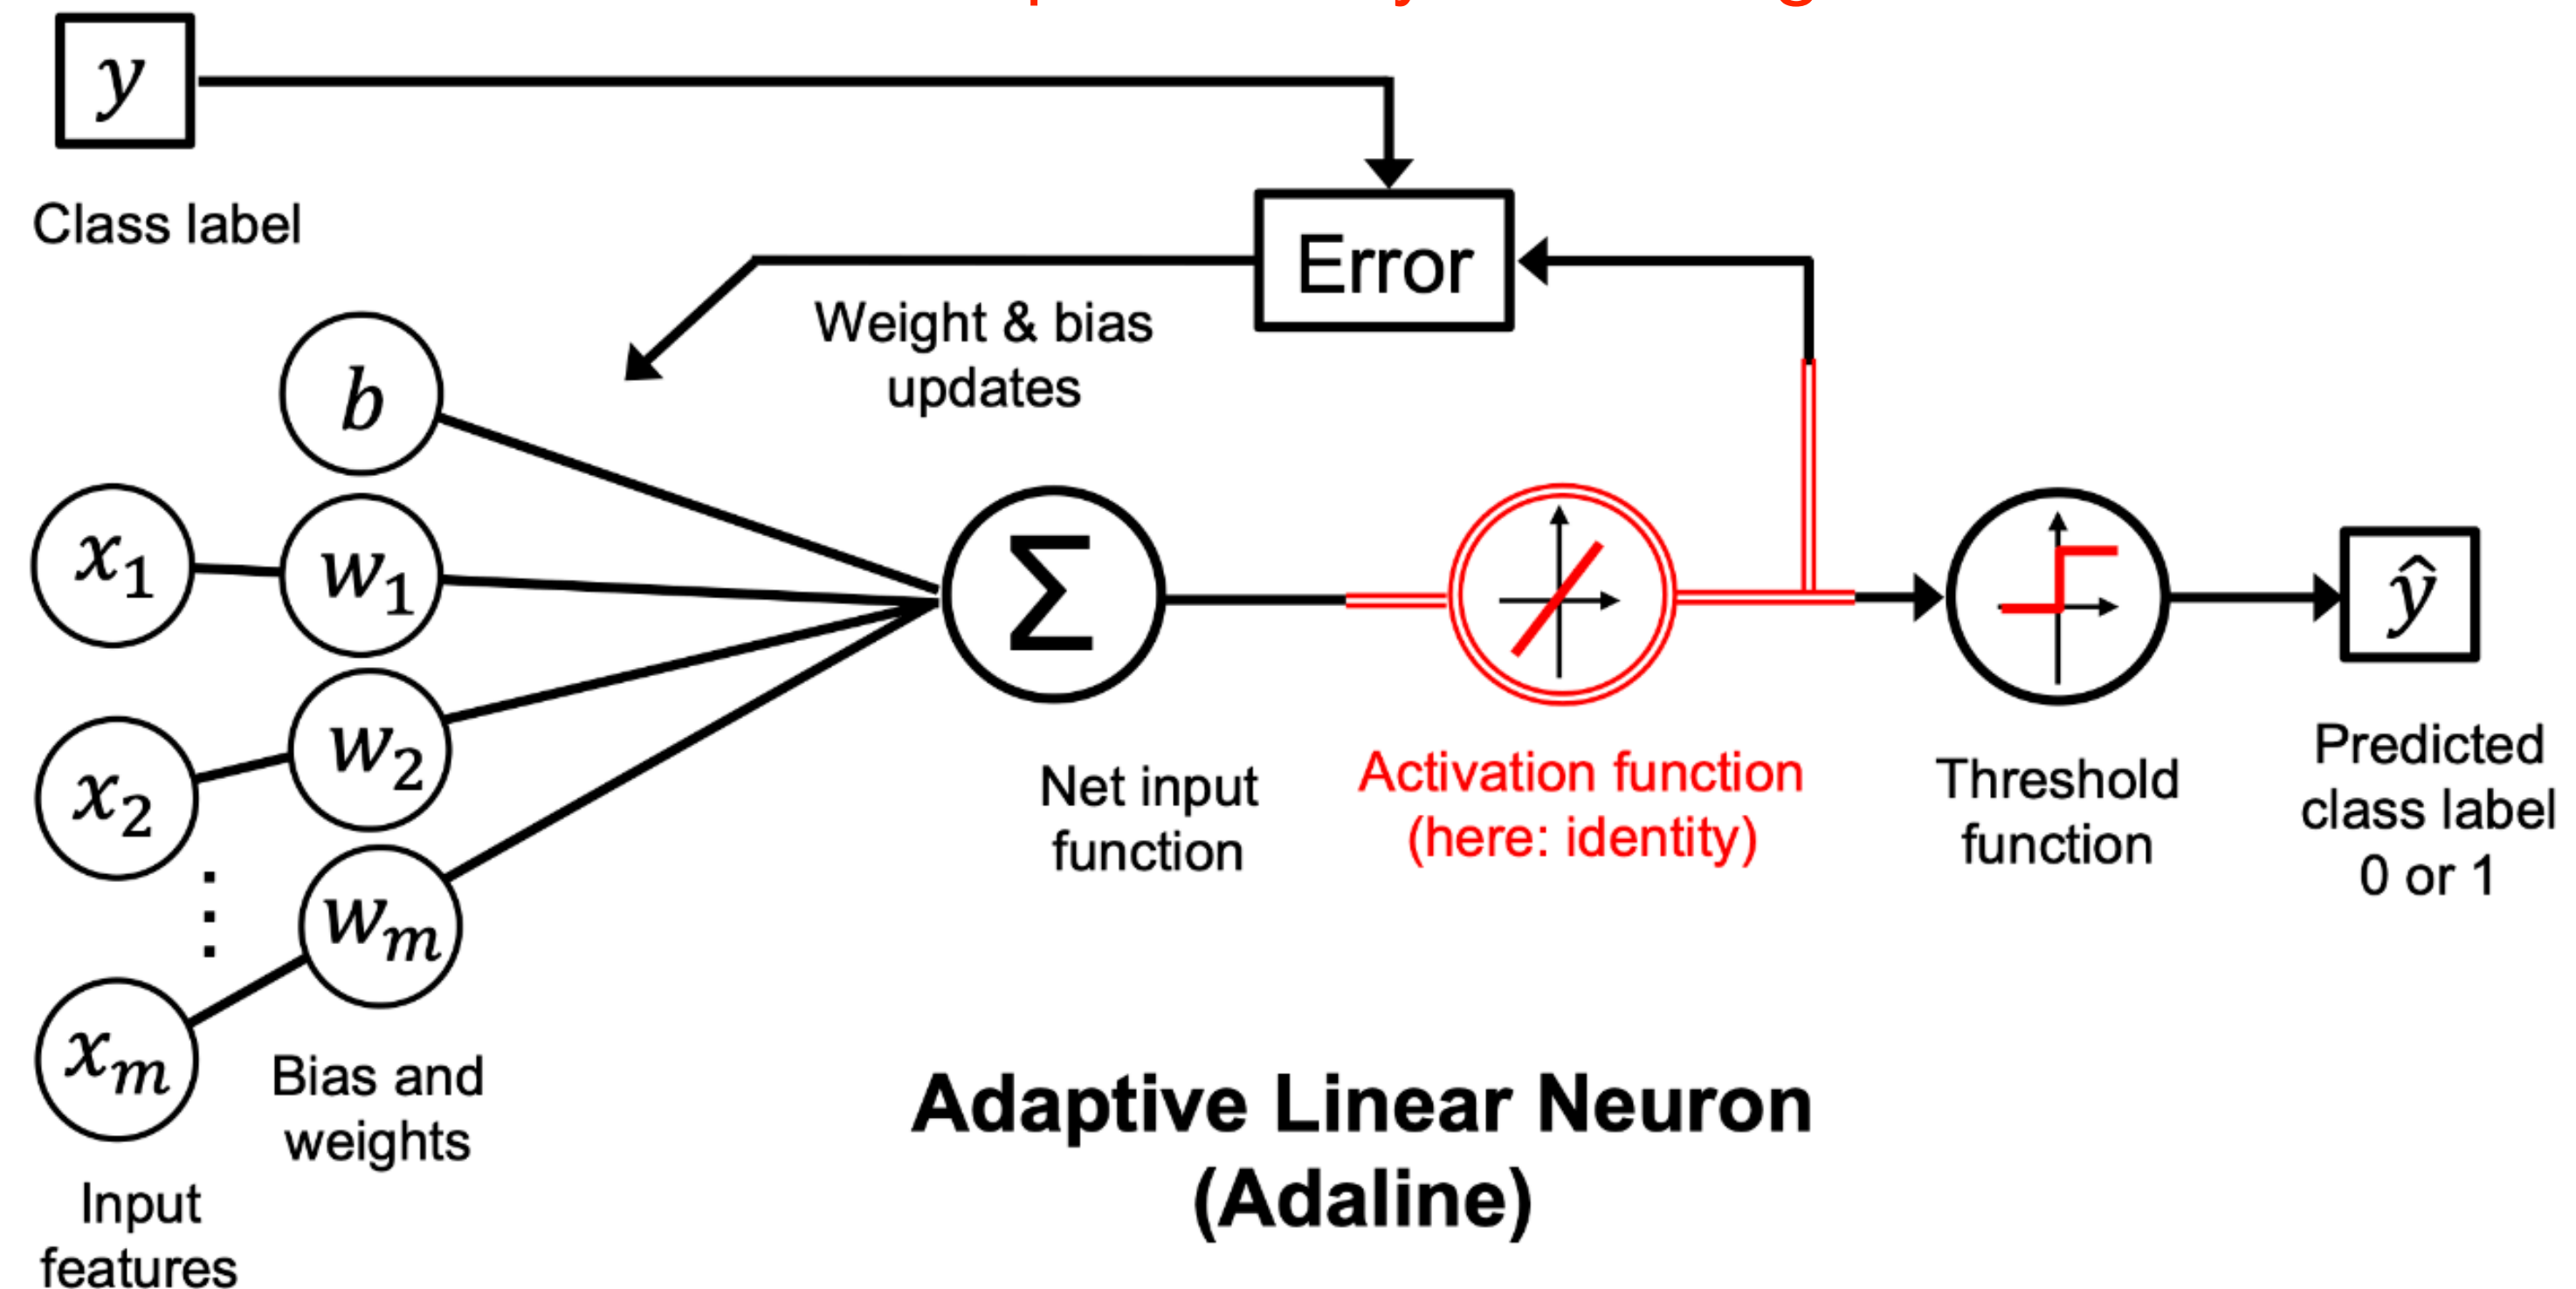 y
Class label
Error
Weight & bias
updates
b
x₁
w₁
x₂
w₂
⋮
xₘ
wₘ
Σ
ŷ
Net input
function
Activation function
(here: identity)
Threshold
function
Predicted
class label
0 or 1
Bias and
weights
Input
features
Adaptive Linear Neuron
(Adaline)